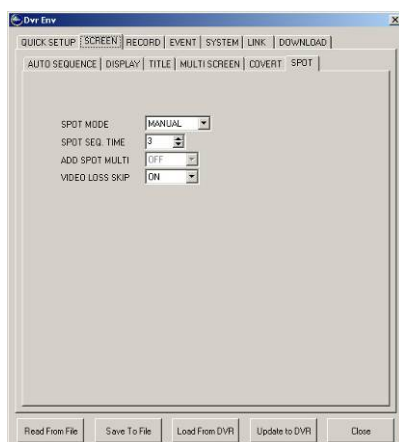 Dvr Env
QUICK SETUP SCREEN RECORD EVENT SYSTEM LINK DOWNLOAD
AUTO SEQUENCE DISPLAY TITLE MULTI SCREEN COVERT SPOT
SPOT MODE MANUAL
SPOT SEQ. TIME 3
ADD SPOT MULTI OFF
VIDEO LOSS SKIP ON
Read From File Save To File Load From DVR Update to DVR Close